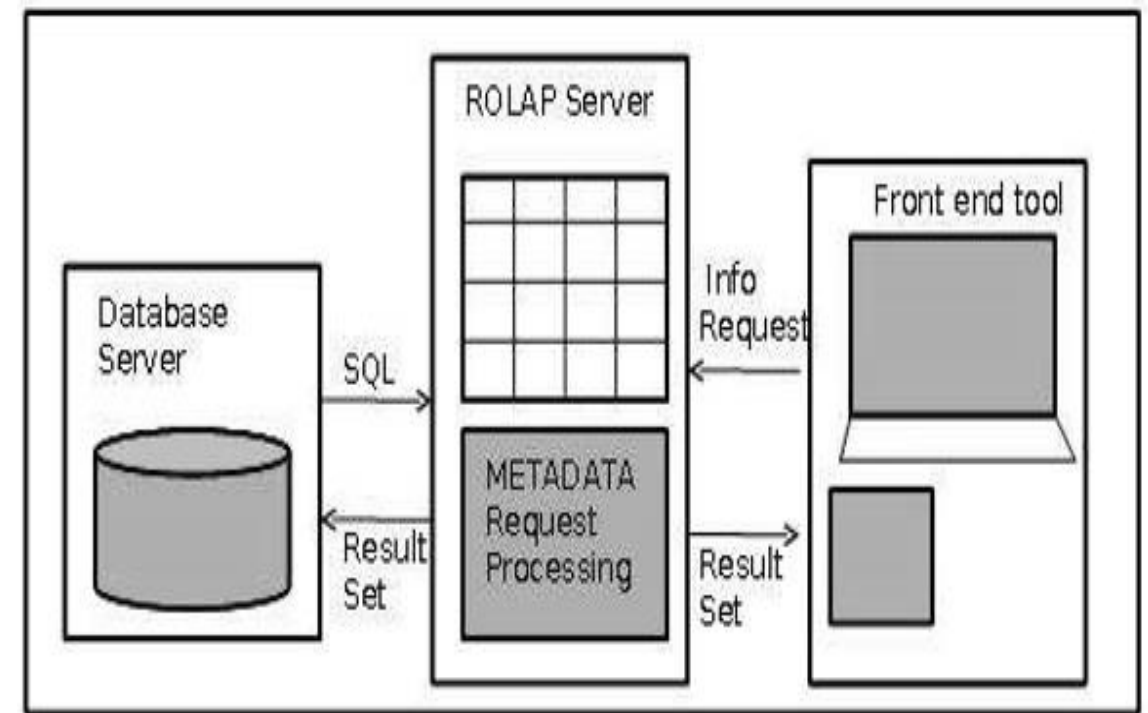 ROLAP Server
Front end tool
Info
Request
Database
Server
SQL
METADATA
Request
Processing
Result
Set
Result
Set